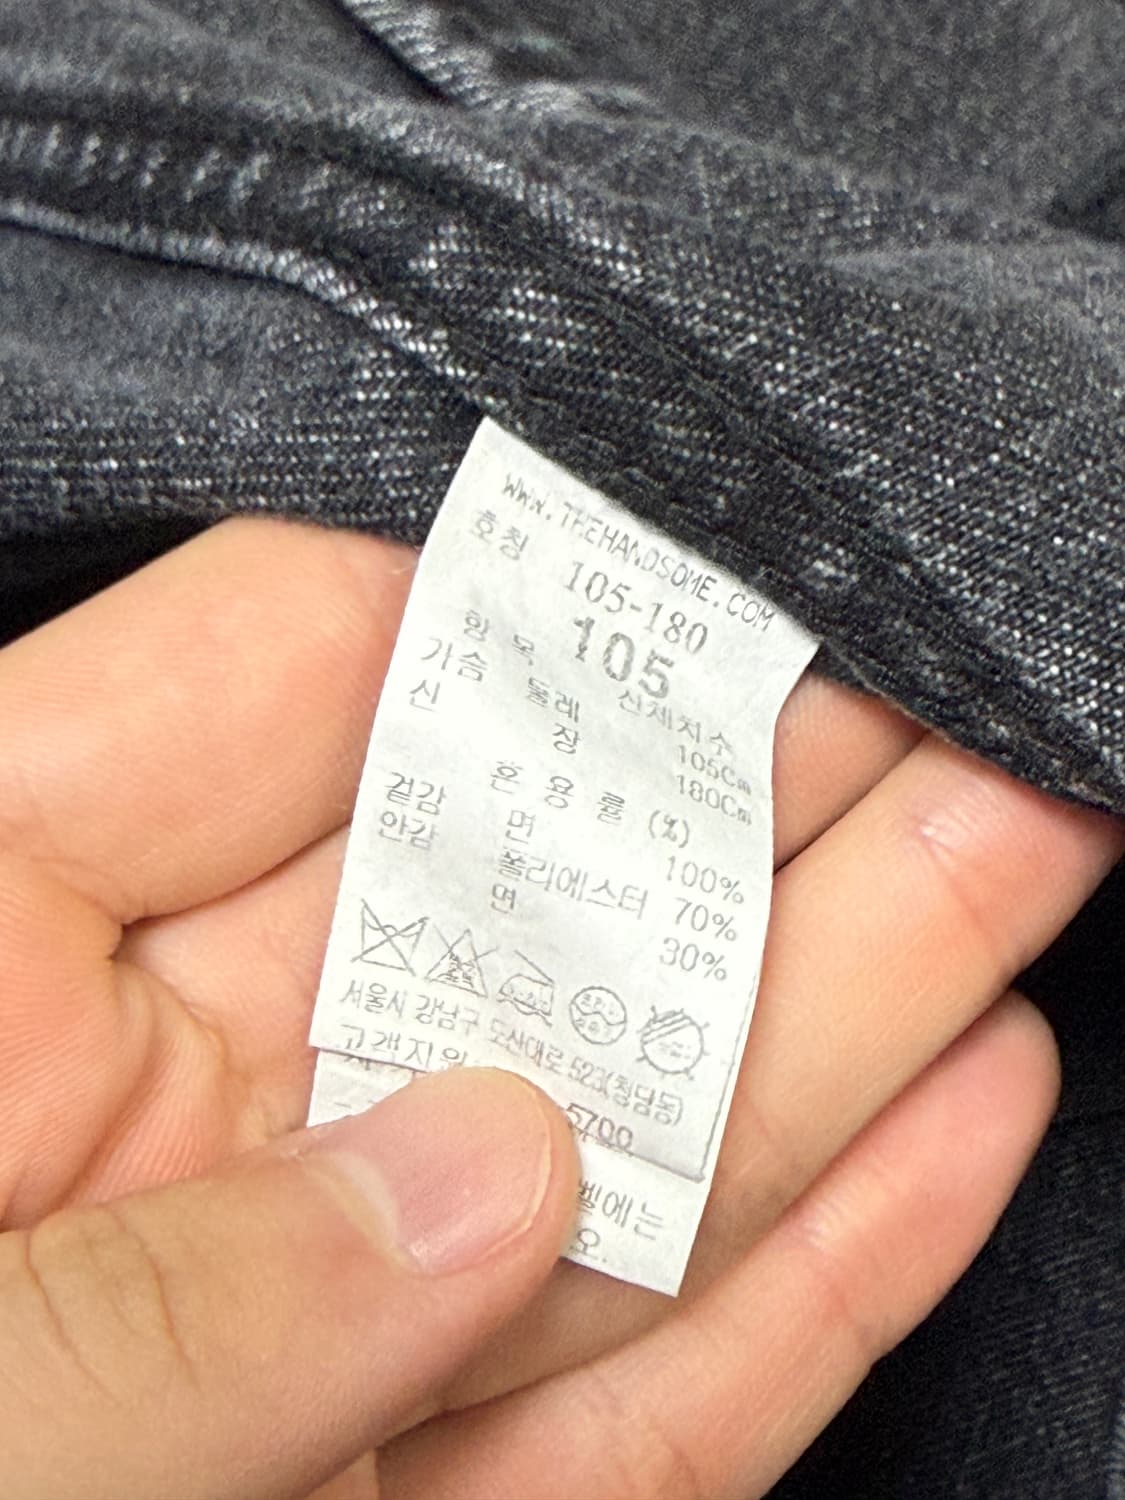 WWW.THEHANDSOME.COM
호칭 105-180
105
항 목 신체치수
가슴 둘레 105Cm
신 장 180Cm
혼 용 률 (%)
겉감 면 100%
안감 폴리에스터 70%
면 30%
서울시 강남구 도산대로 523(청담동)
고객지원 5700
벨에는
오.